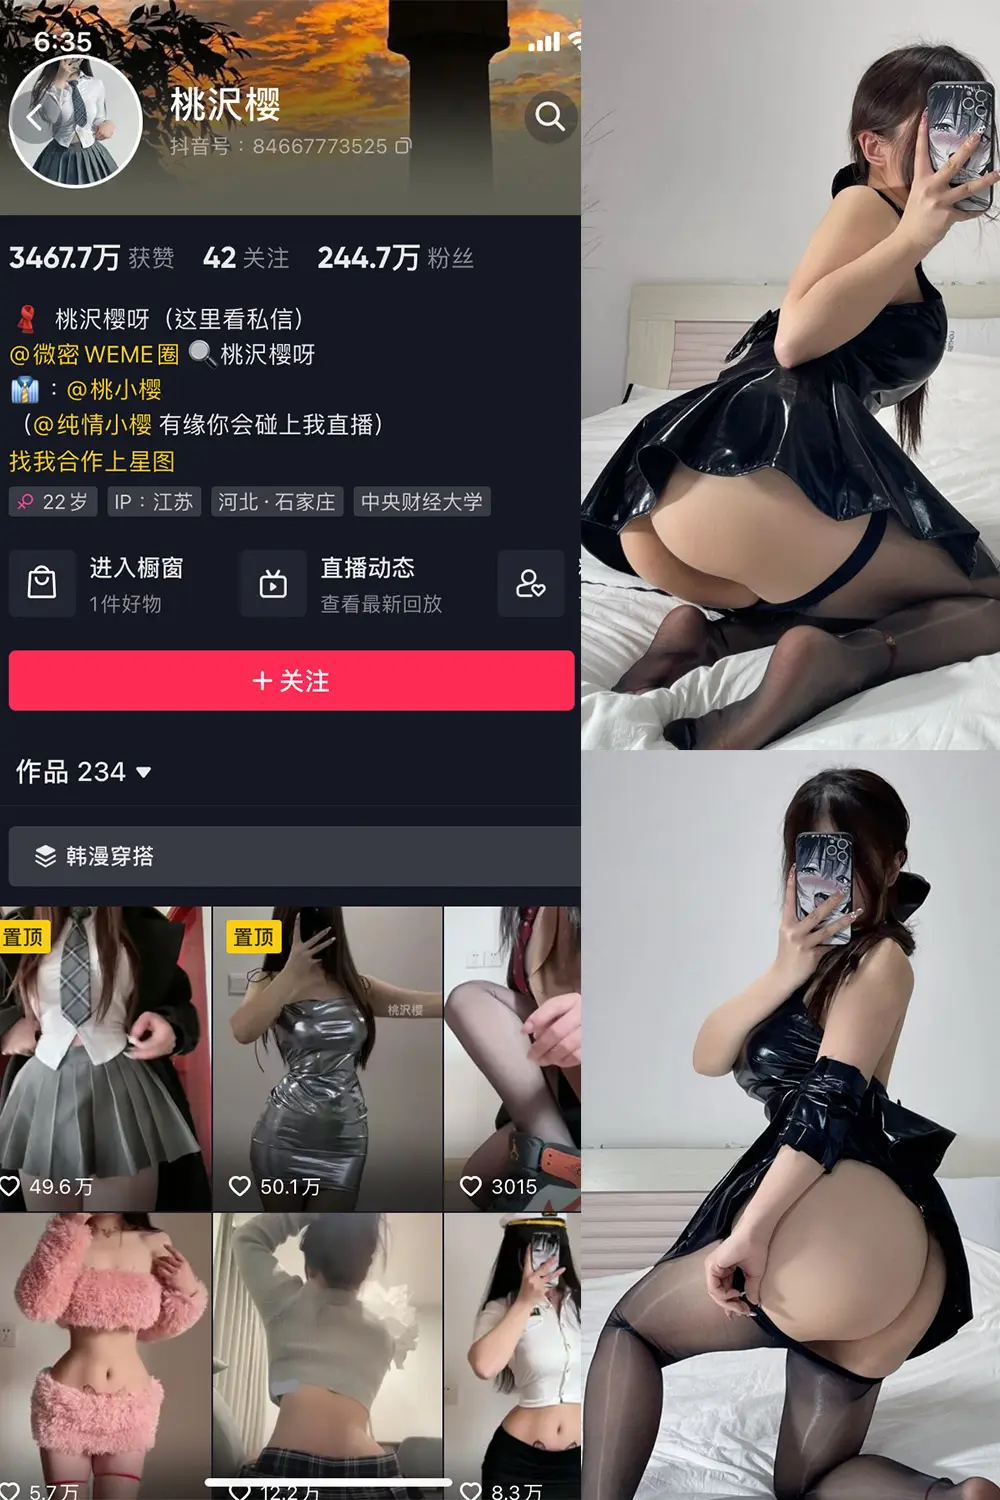 6:35
桃沢樱
抖音号：84667773525
3467.7万 获赞 42 关注 244.7万 粉丝
桃沢樱呀（这里看私信）
@微密 WEME圈 🔍桃沢樱呀
：@桃小樱
（@纯情小樱 有缘你会碰上我直播）
找我合作上星图
22岁 IP：江苏 河北·石家庄 中央财经大学
进入橱窗 直播动态
1件好物 查看最新回放
+ 关注
作品 234
韩漫穿搭
置顶 置顶
桃沢樱
49.6万 50.1万 3015
5.7万 12.2万 8.3万